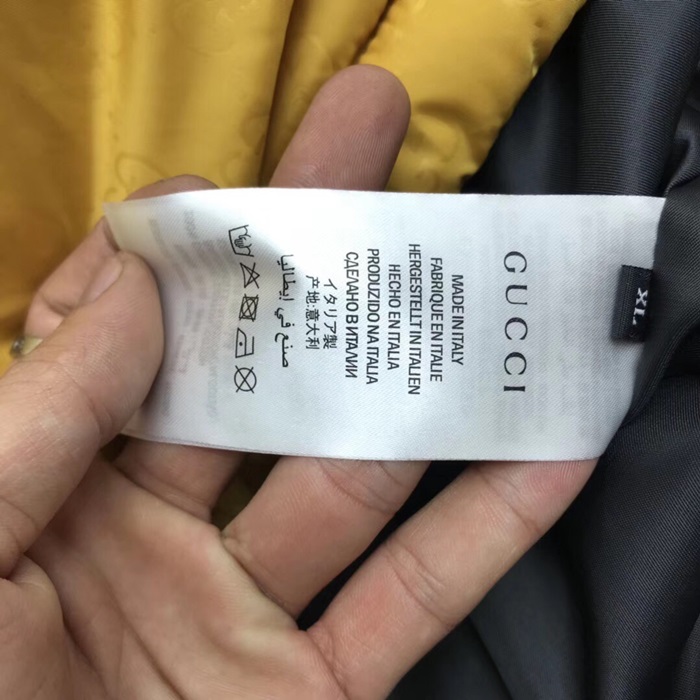 XL
GUCCI
MADE IN ITALY
FABRIQUE EN ITALIE
HERGESTELLT IN ITALIEN
HECHO EN ITALIA
PRODUZIDO NA ITALIA
СДЕЛАНО В ИТАЛИИ
イタリア製
产地:意大利
صنع في إيطاليا